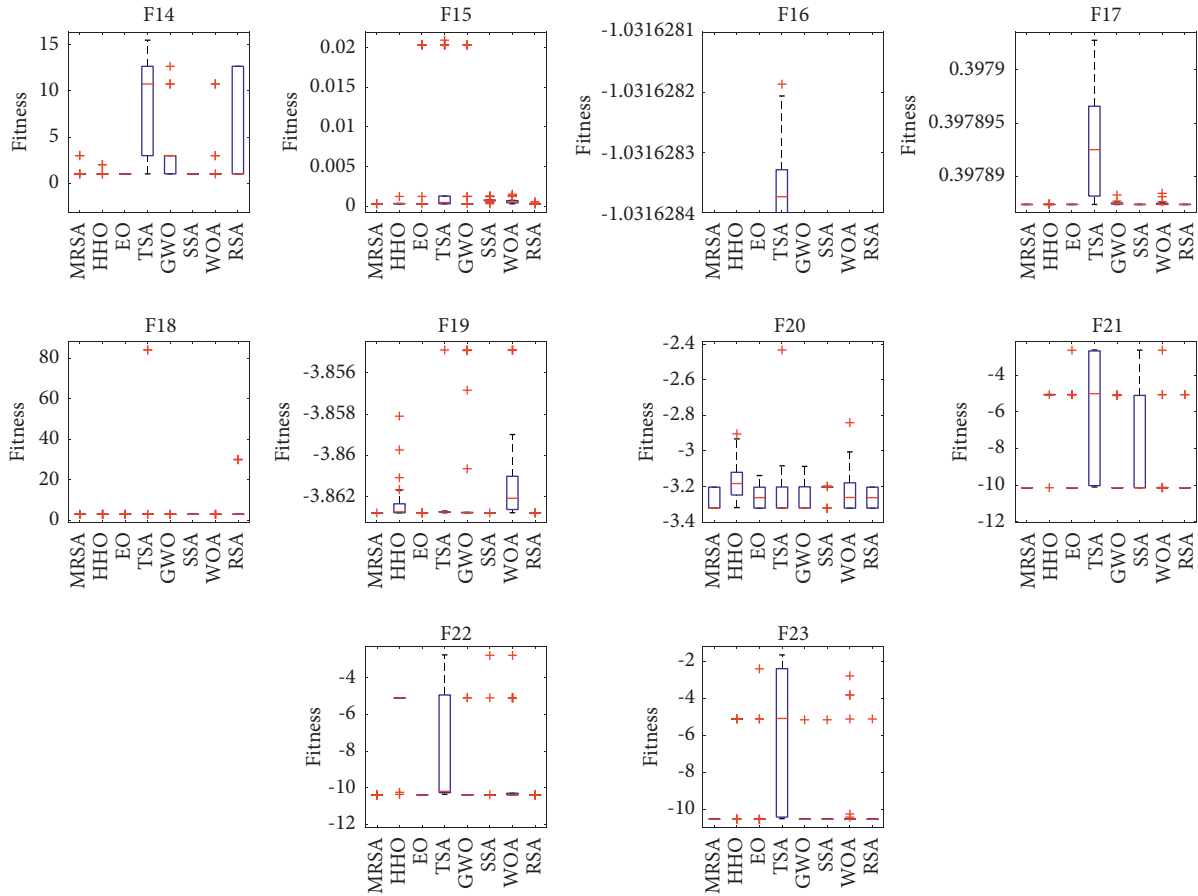 F14
Fitness
15
10
5
0
MRSA HHO EO TSA GWO SSA WOA RSA
F15
Fitness
0.02
0.015
0.01
0.005
0
MRSA HHO EO TSA GWO SSA WOA RSA
F16
Fitness
-1.0316281
-1.0316282
-1.0316283
-1.0316284
MRSA HHO EO TSA GWO SSA WOA RSA
F17
Fitness
0.3979
0.397895
0.39789
MRSA HHO EO TSA GWO SSA WOA RSA
F18
Fitness
80
60
40
20
0
MRSA HHO EO TSA GWO SSA WOA RSA
F19
Fitness
-3.856
-3.858
-3.86
-3.862
MRSA HHO EO TSA GWO SSA WOA RSA
F20
Fitness
-2.4
-2.6
-2.8
-3
-3.2
-3.4
MRSA HHO EO TSA GWO SSA WOA RSA
F21
Fitness
-4
-6
-8
-10
-12
MRSA HHO EO TSA GWO SSA WOA RSA
F22
Fitness
-4
-6
-8
-10
-12
MRSA HHO EO TSA GWO SSA WOA RSA
F23
Fitness
-2
-4
-6
-8
-10
MRSA HHO EO TSA GWO SSA WOA RSA